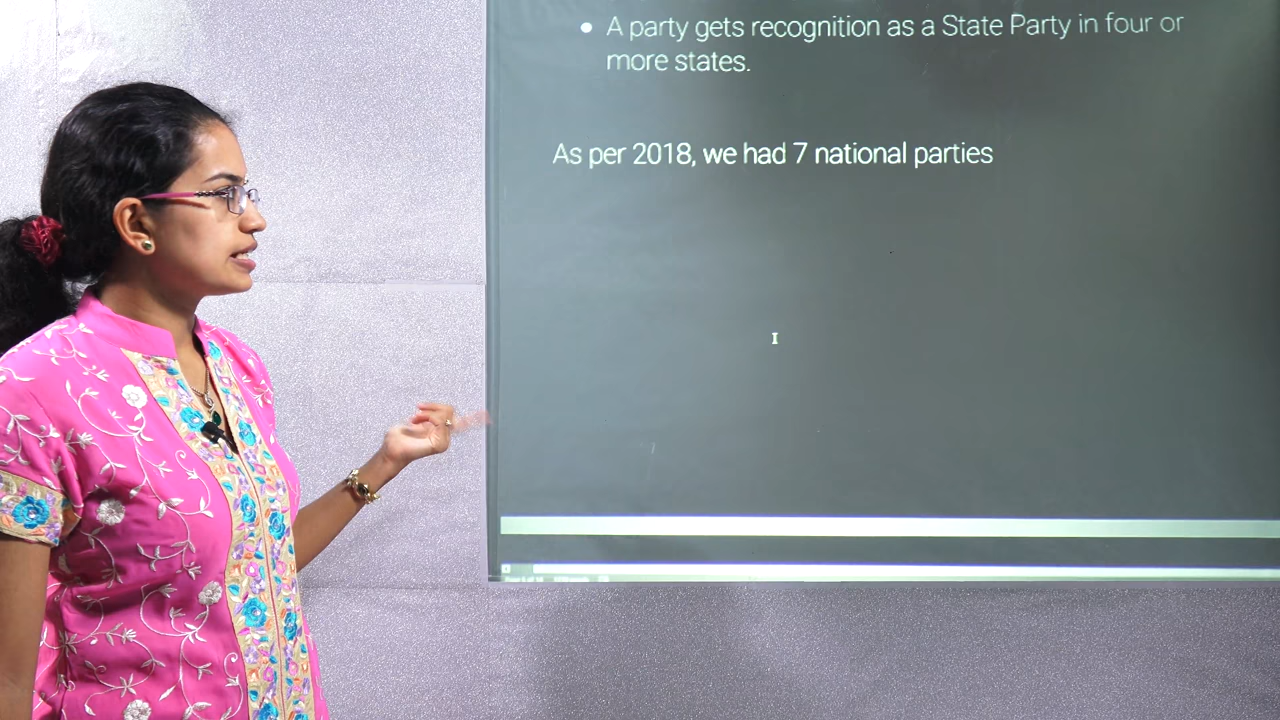 A party gets recognition as a State Party in four or
more states.
As per 2018, we had 7 national parties